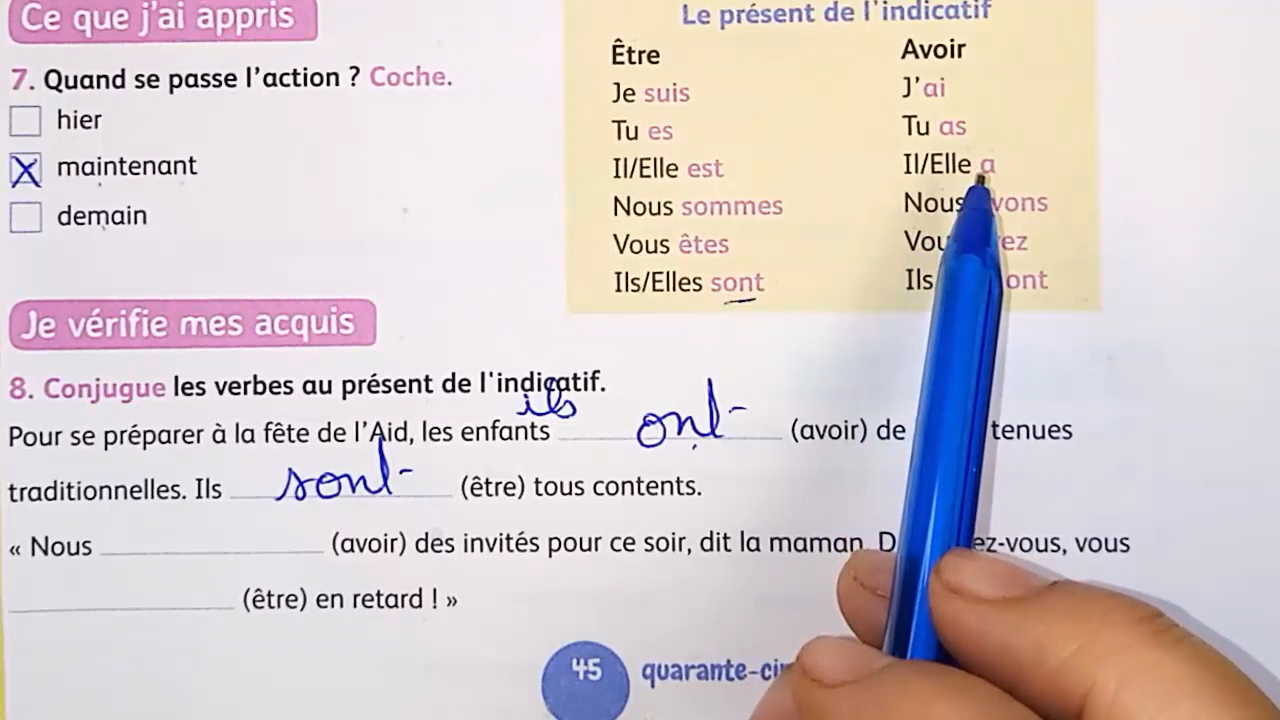 Ce que j'ai appris
7. Quand se passe l'action ? Coche.
hier
X maintenant
demain
Le présent de l'indicatif
Être
Je suis
Tu es
Il/Elle est
Nous sommes
Vous êtes
Ils/Elles sont
Avoir
J'ai
Tu as
Il/Elle a
Nous
Ils ont
Je vérifie mes acquis
8. Conjugue les verbes au présent de l'indicatif.
ils
Pour se préparer à la fête de l'Aid, les enfants ont (avoir) de tenues
traditionnelles. Ils sont (être) tous contents.
« Nous (avoir) des invités pour ce soir, dit la maman. vous
(être) en retard ! »
45